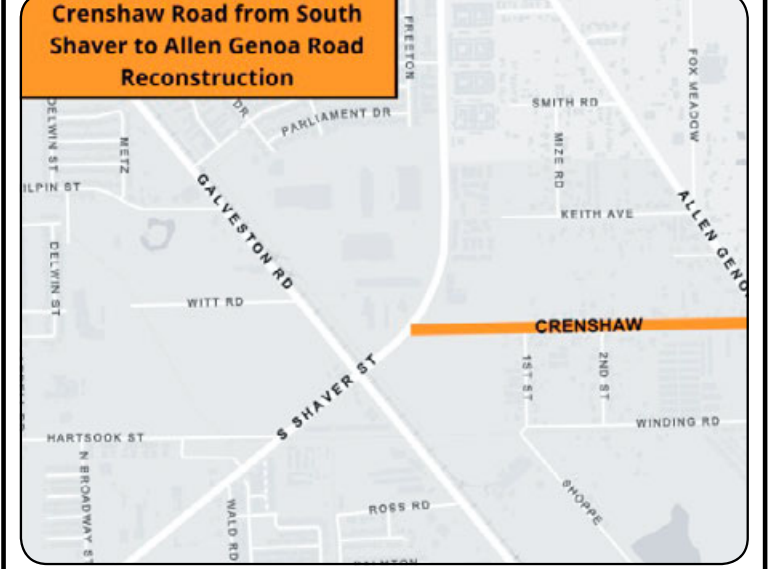 Crenshaw Road from South
Shaver to Allen Genoa Road
Reconstruction
FREETON
DR
PARLIAMENT DR
SMITH RD
FOX MEADOW
DELWIN ST
METZ
MIZE RD
ILPIN ST
GALVESTON RD
KEITH AVE
ALLEN GENO
DELWIN ST
WITT RD
CRENSHAW
1ST ST
2ND ST
S SHAVER ST
WINDING RD
HARTSOOK ST
N BROADWAY ST
SHOPPE
WALD RD
ROSS RD